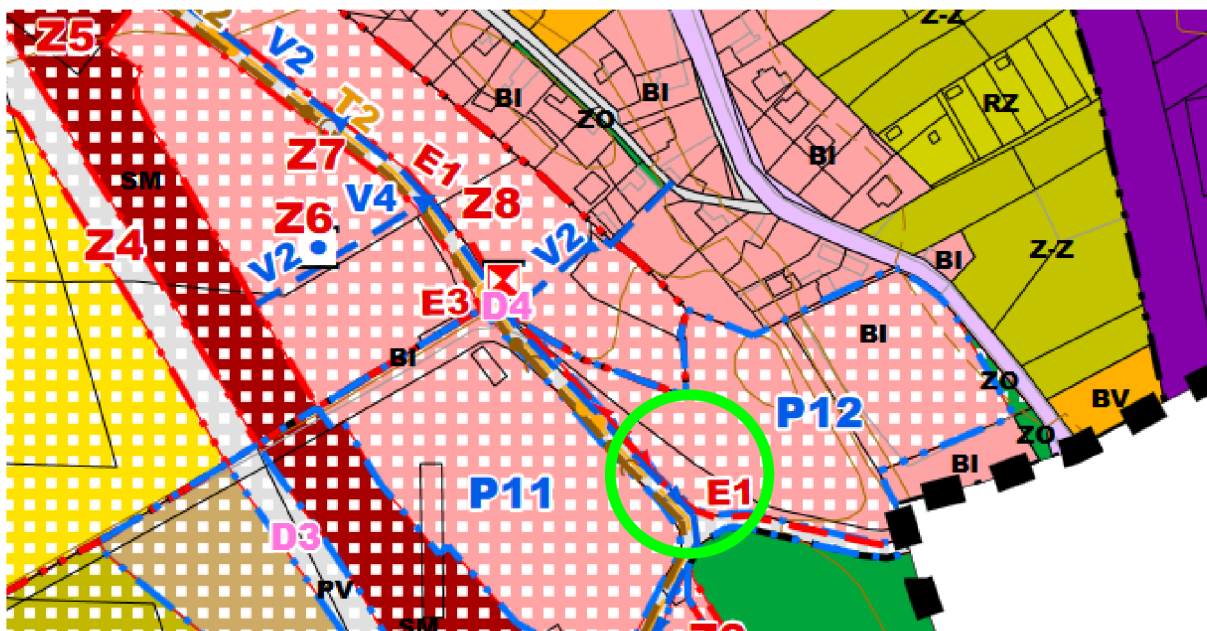 Z-Z
Z5
V2
BI
BI
RZ
T2
ZO
BI
Z7
E1
SM
V4
Z8
Z6
Z4
V2
V2
BI
Z-Z
E3
D4
BI
BI
ZO
BV
P12
ZO
BI
P11
E1
D3
PV
SM